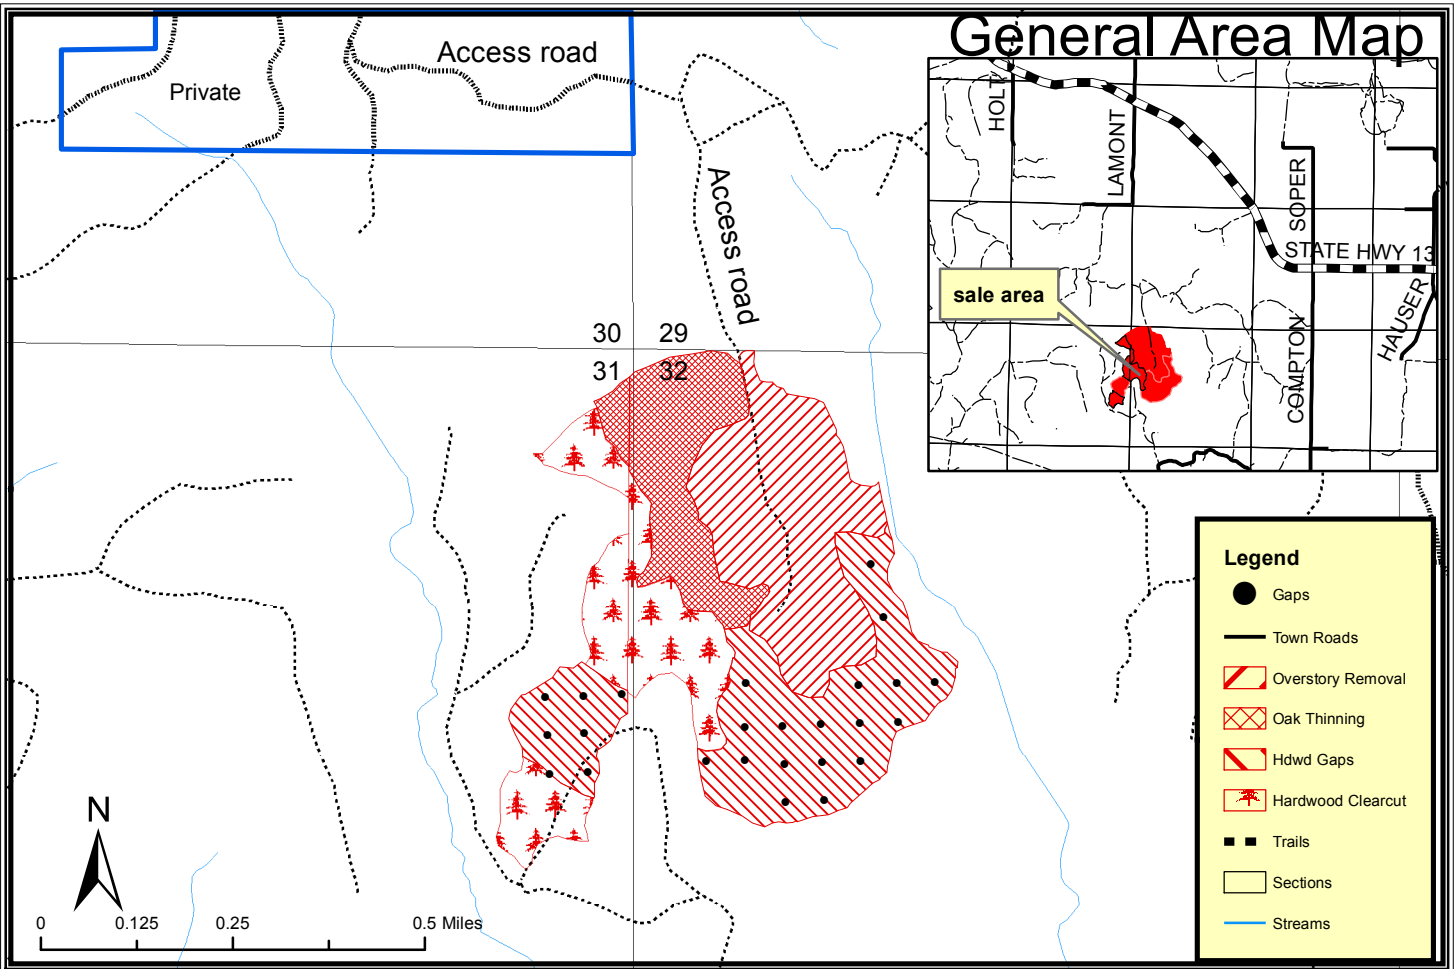 General Area Map
Access road
Private
Access road
30 29
31 32
HOLT
LAMONT
SOPER
STATE HWY 13
HAUSER
COMPTON
sale area
Legend
Gaps
Town Roads
Overstory Removal
Oak Thinning
Hdwd Gaps
Hardwood Clearcut
Trails
Sections
Streams
N
0 0.125 0.25 0.5 Miles